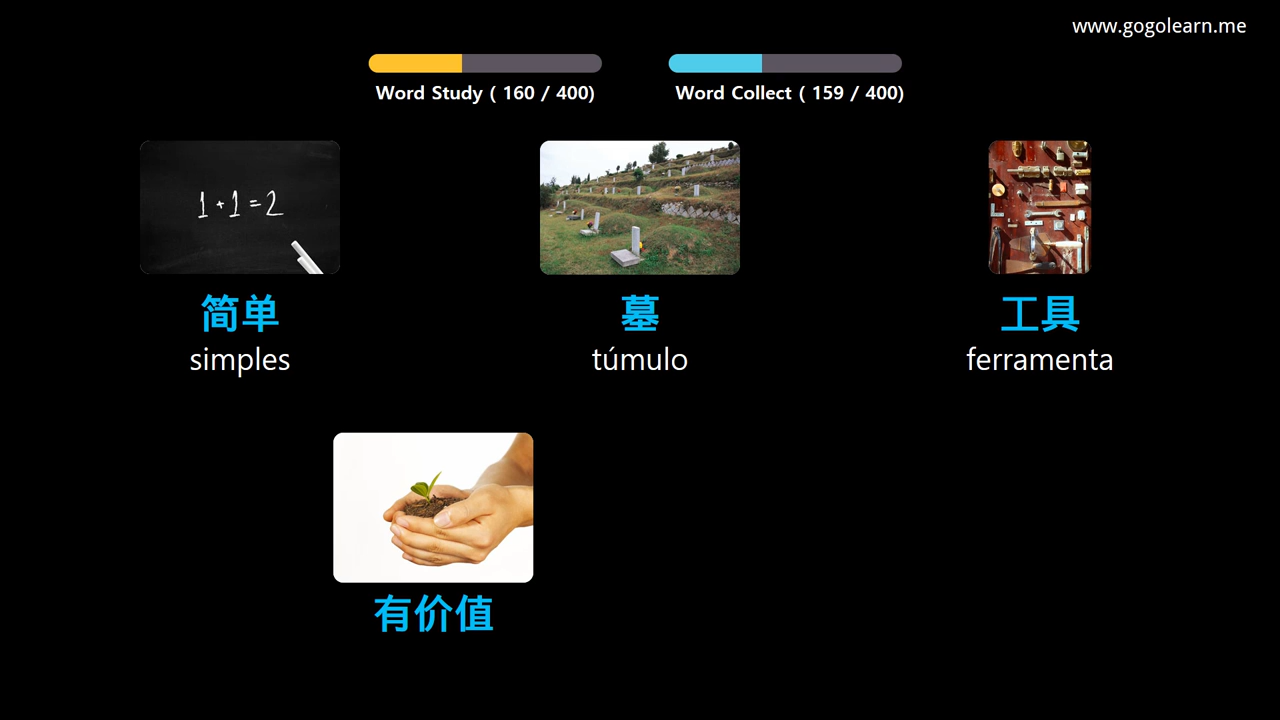 www.gogolearn.me
Word Study ( 160 / 400)
Word Collect ( 159 / 400)
1 + 1 = 2
简单
simples
墓
túmulo
工具
ferramenta
有价值